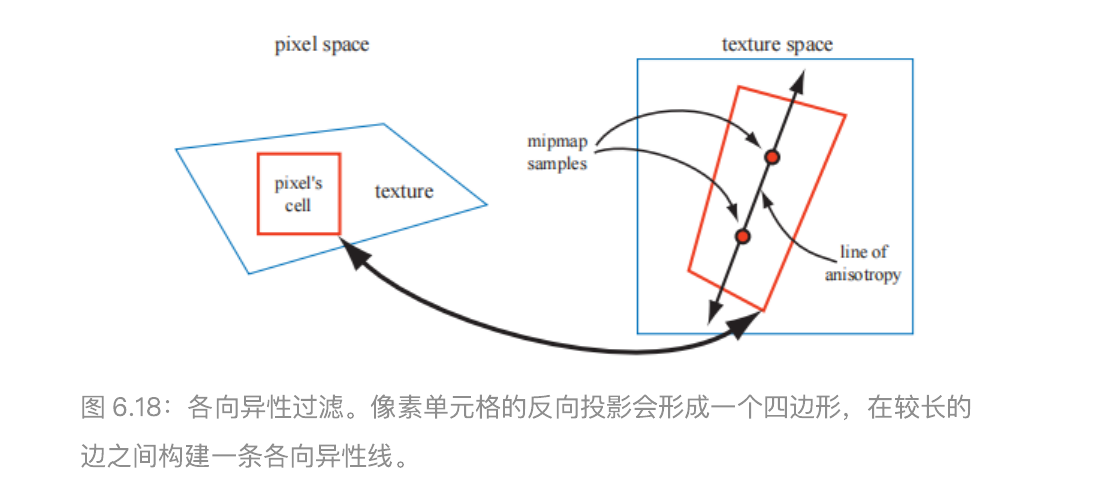 pixel space
texture space
pixel's
cell
texture
mipmap
samples
line of
anisotropy
图 6.18：各向异性过滤。像素单元格的反向投影会形成一个四边形，在较长的
边之间构建一条各向异性线。